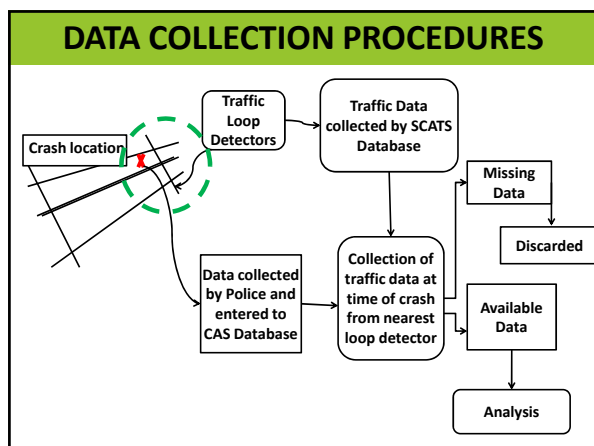 DATA COLLECTION PROCEDURES
Traffic
Loop
Detectors
Traffic Data
collected by SCATS
Database
Crash location
Missing
Data
Discarded
Data collected
by Police and
entered to
CAS Database
Collection of
traffic data at
time of crash
from nearest
loop detector
Available
Data
Analysis